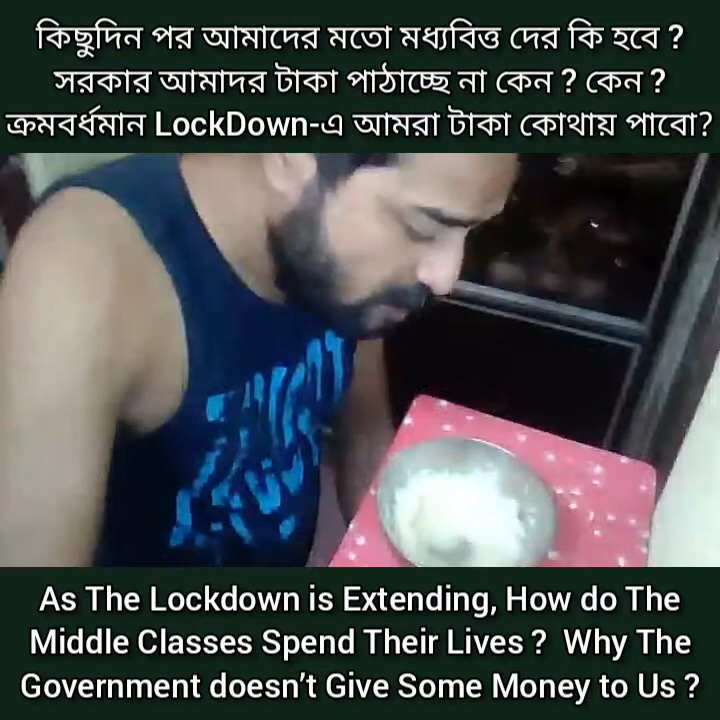 কিছুদিন পর আমাদের মতো মধ্যবিত্ত দের কি হবে ?
সরকার আমাদর টাকা পাঠাচ্ছে না কেন ? কেন ?
ক্রমবর্ধমান LockDown-এ আমরা টাকা কোথায় পাবো?
As The Lockdown is Extending, How do The
Middle Classes Spend Their Lives ? Why The
Government doesn't Give Some Money to Us ?